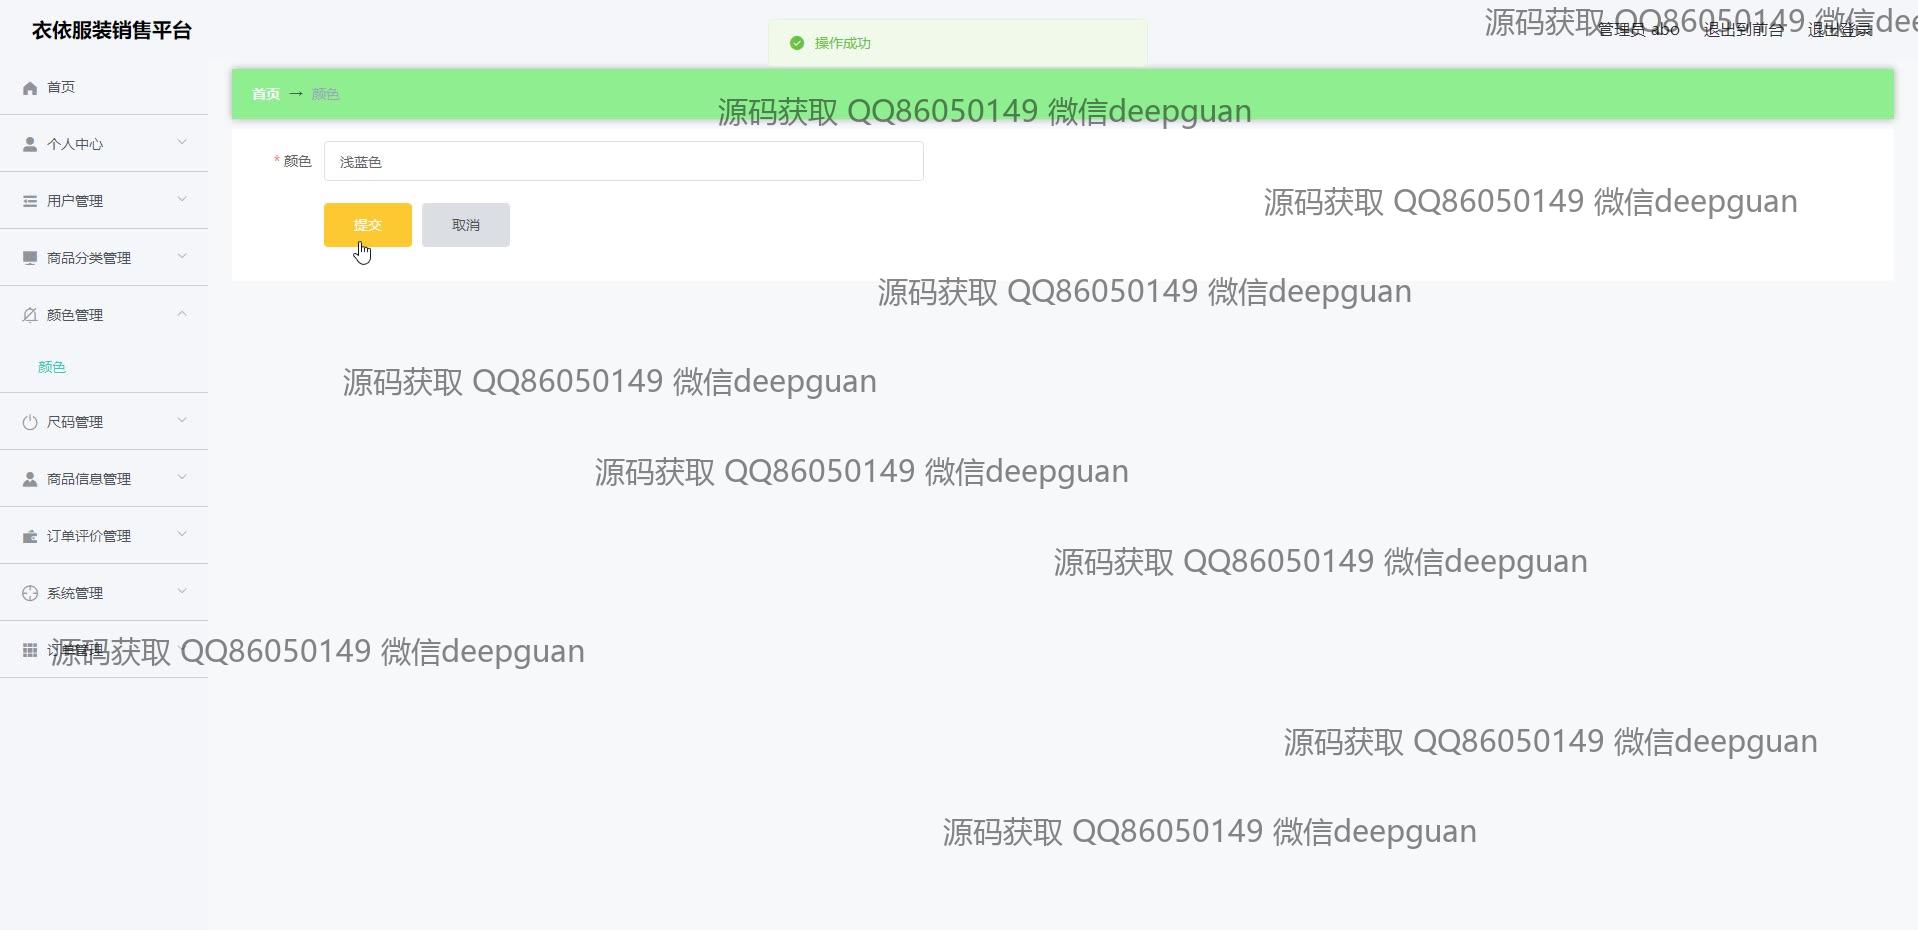 衣依服装销售平台
操作成功
源码获取 QQ86050149 微信dee
管理员 abo
退出到前台
退出登录
首页
首页 → 颜色
源码获取 QQ86050149 微信deepguan
个人中心
* 颜色
浅蓝色
用户管理
源码获取 QQ86050149 微信deepguan
提交
取消
商品分类管理
源码获取 QQ86050149 微信deepguan
颜色管理
颜色
源码获取 QQ86050149 微信deepguan
尺码管理
源码获取 QQ86050149 微信deepguan
商品信息管理
订单评价管理
源码获取 QQ86050149 微信deepguan
系统管理
订单管理
源码获取 QQ86050149 微信deepguan
源码获取 QQ86050149 微信deepguan
源码获取 QQ86050149 微信deepguan